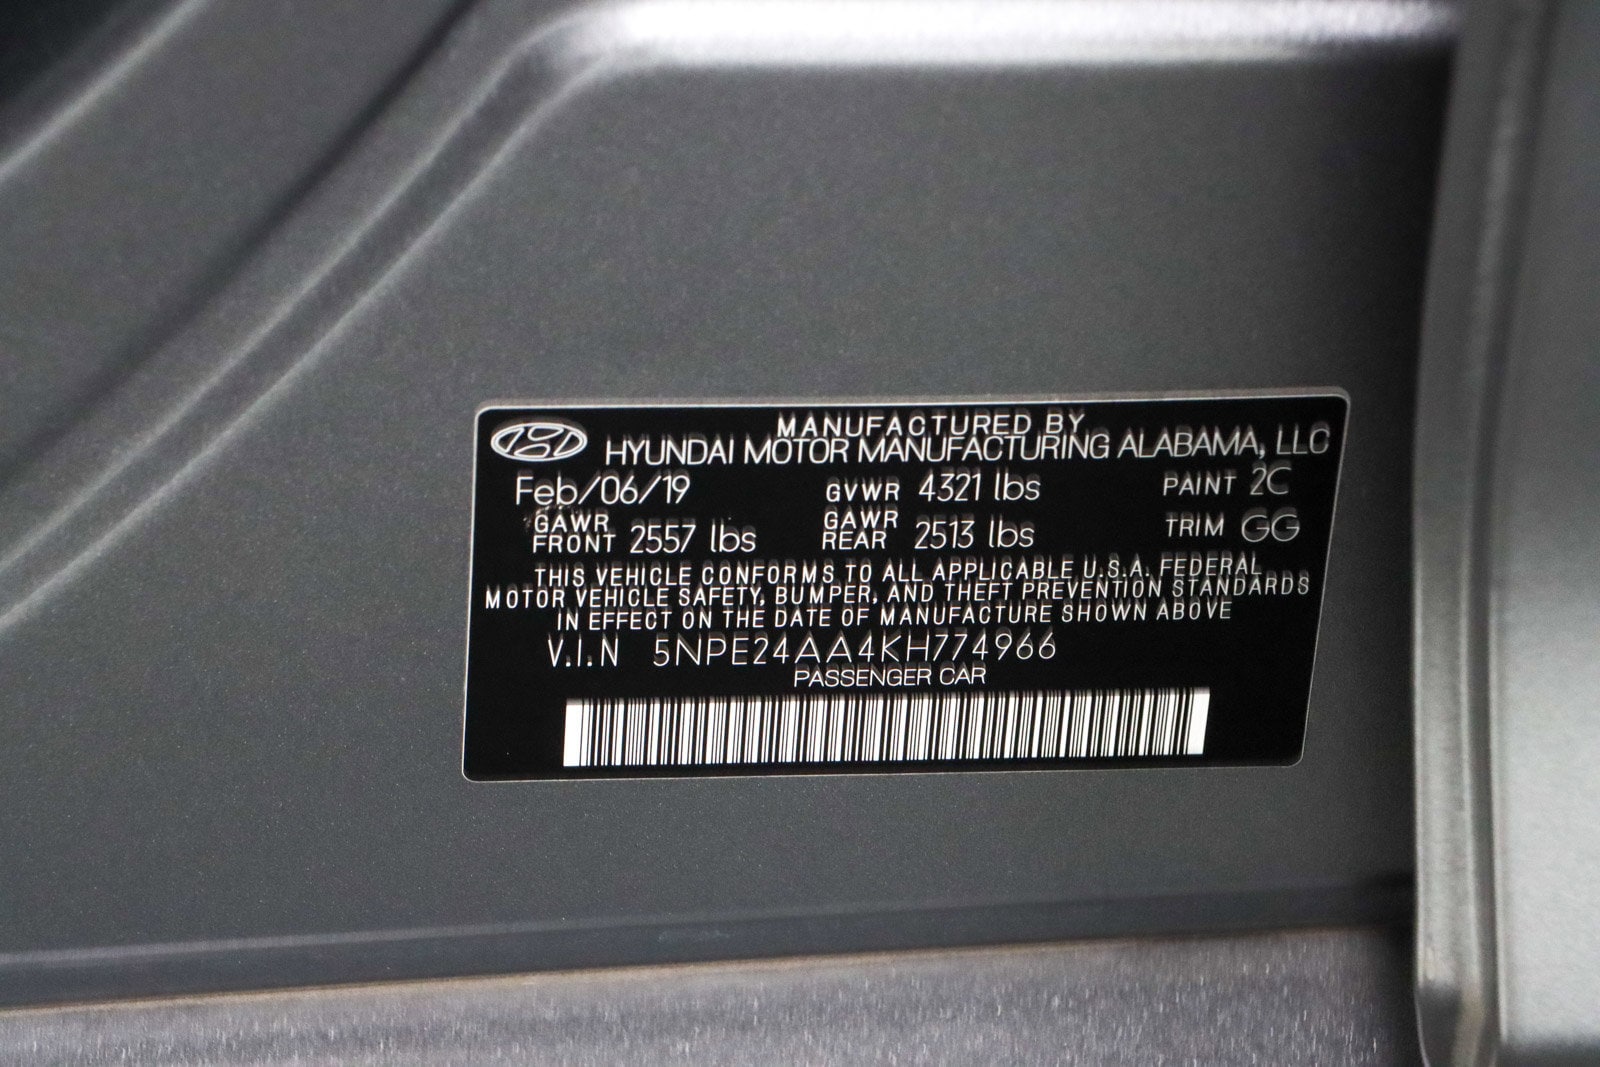 MANUFACTURED BY
HYUNDAI MOTOR MANUFACTURING ALABAMA, LLC
Feb/06/19 GVWR 4321 lbs PAINT 2C
GAWR FRONT 2557 lbs GAWR REAR 2513 lbs TRIM GG
THIS VEHICLE CONFORMS TO ALL APPLICABLE U.S.A. FEDERAL
MOTOR VEHICLE SAFETY, BUMPER, AND THEFT PREVENTION STANDARDS
IN EFFECT ON THE DATE OF MANUFACTURE SHOWN ABOVE
V.I.N 5NPE24AA4KH774966
PASSENGER CAR